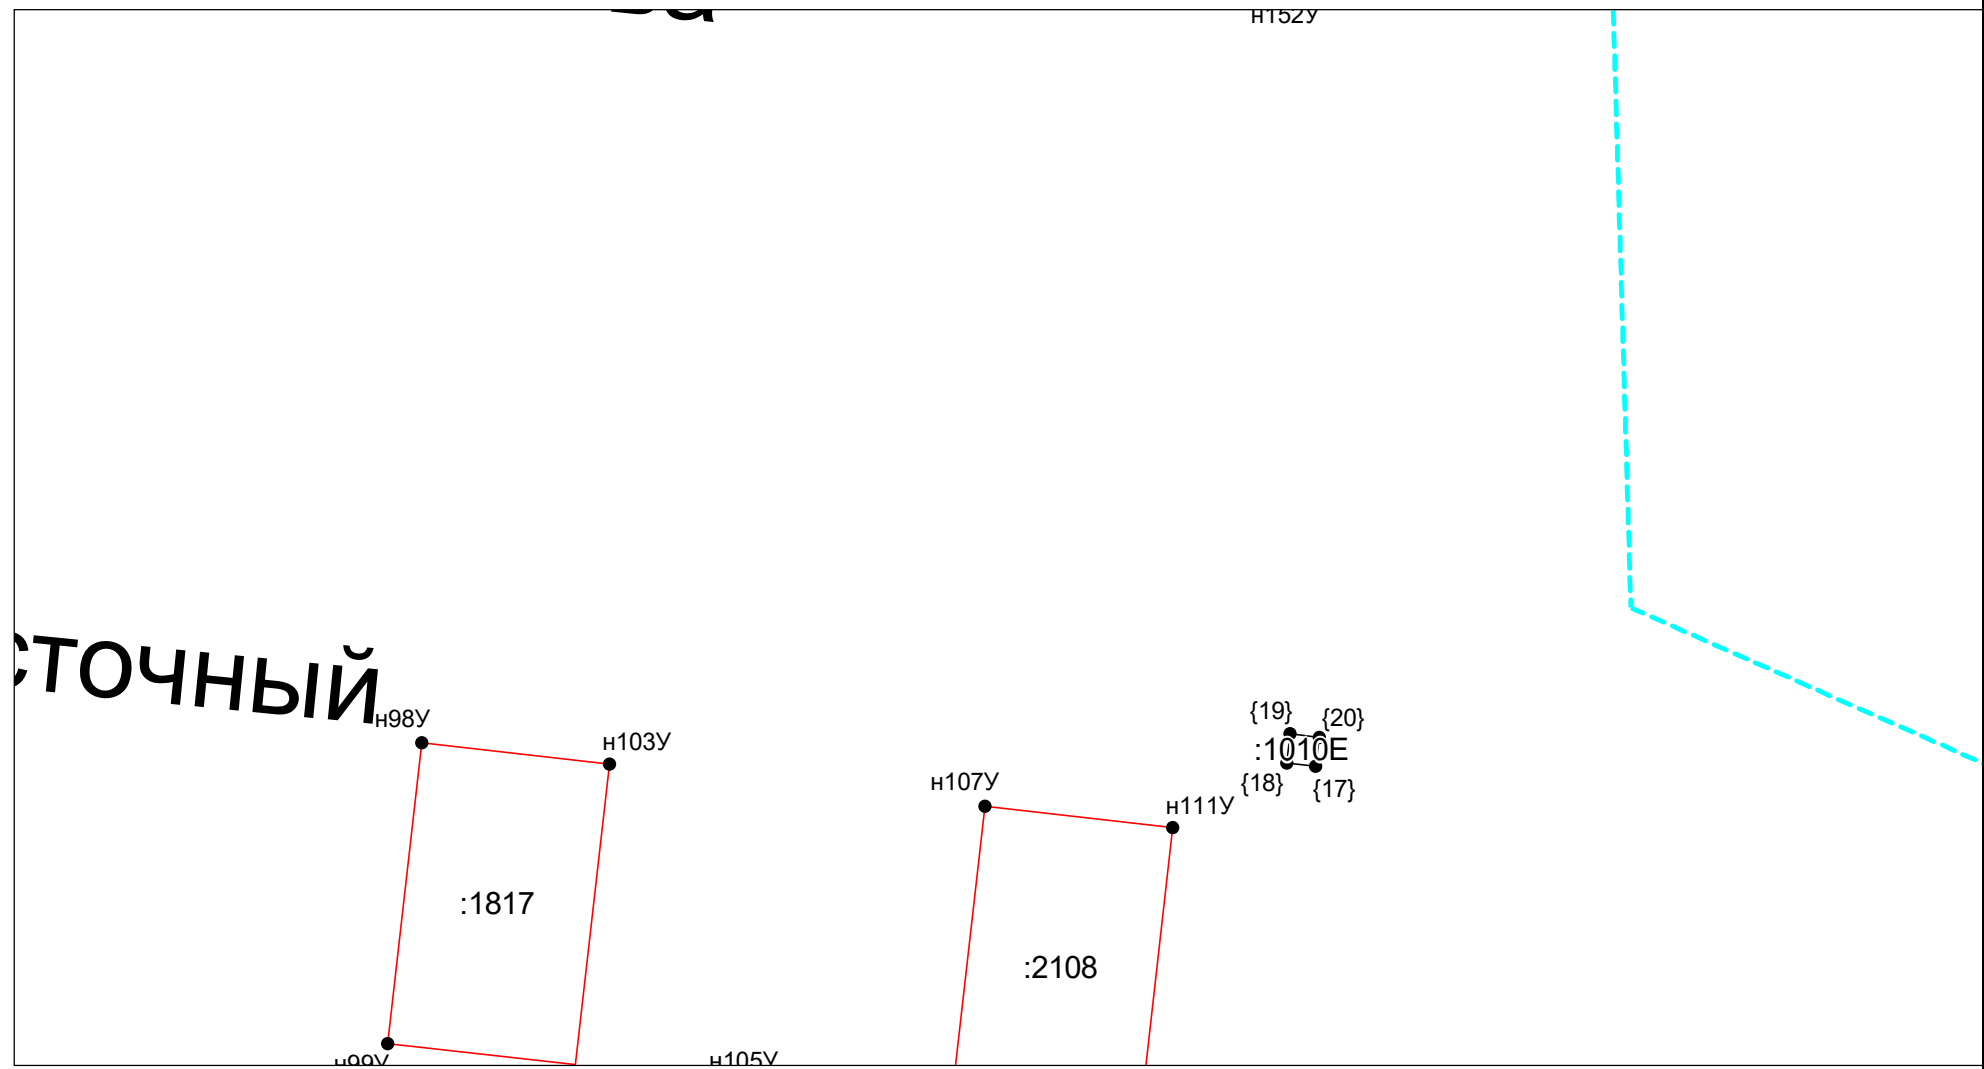 н152У
сточный
н98У
н103У
{19}
{20}
:1010Е
{18}
{17}
н107У
н111У
:1817
:2108
н99У
н105У